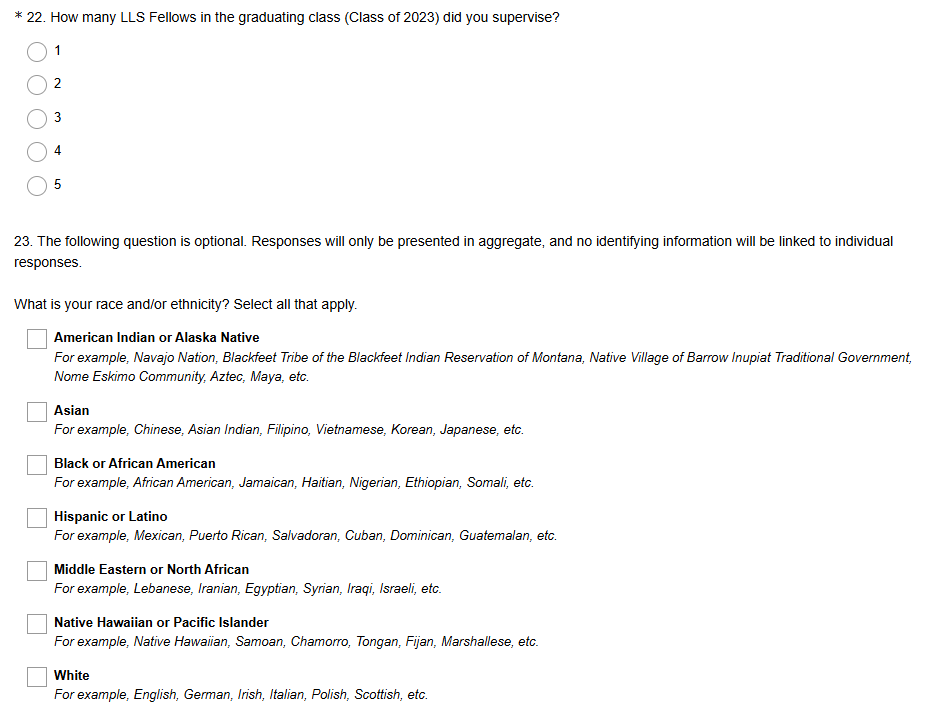 * 22. How many LLS Fellows in the graduating class (Class of 2023) did you supervise?
1
2
3
4
5
23. The following question is optional. Responses will only be presented in aggregate, and no identifying information will be linked to individual
responses.
What is your race and/or ethnicity? Select all that apply.
American Indian or Alaska Native
For example, Navajo Nation, Blackfeet Tribe of the Blackfeet Indian Reservation of Montana, Native Village of Barrow Inupiat Traditional Government,
Nome Eskimo Community, Aztec, Maya, etc.
Asian
For example, Chinese, Asian Indian, Filipino, Vietnamese, Korean, Japanese, etc.
Black or African American
For example, African American, Jamaican, Haitian, Nigerian, Ethiopian, Somali, etc.
Hispanic or Latino
For example, Mexican, Puerto Rican, Salvadoran, Cuban, Dominican, Guatemalan, etc.
Middle Eastern or North African
For example, Lebanese, Iranian, Egyptian, Syrian, Iraqi, Israeli, etc.
Native Hawaiian or Pacific Islander
For example, Native Hawaiian, Samoan, Chamorro, Tongan, Fijan, Marshallese, etc.
White
For example, English, German, Irish, Italian, Polish, Scottish, etc.